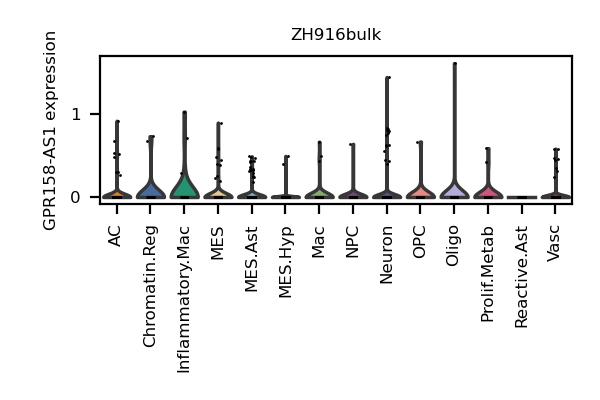 ZH916bulk
GPR158-AS1 expression
1
0
AC
Chromatin.Reg
Inflammatory.Mac
MES
MES.Ast
MES.Hyp
Mac
NPC
Neuron
OPC
Oligo
Prolif.Metab
Reactive.Ast
Vasc